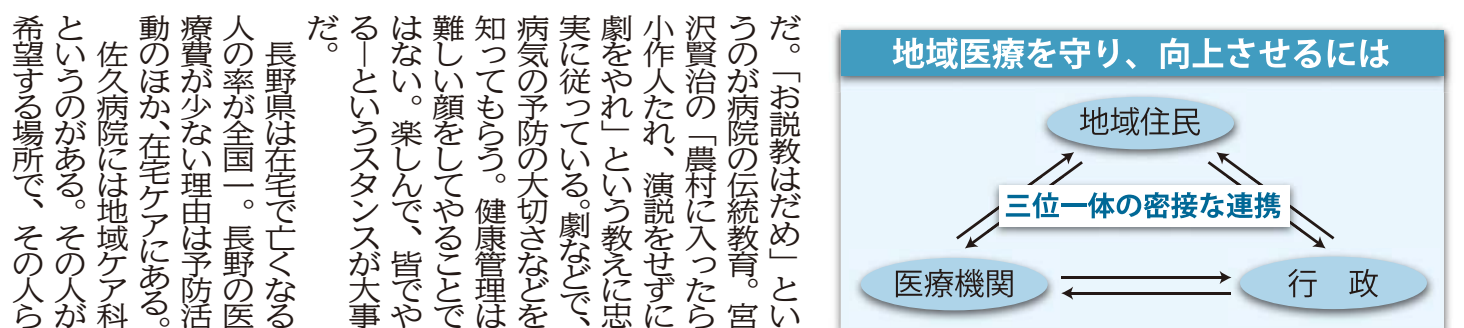 だ。「お説教はだめ」とい
うのが病院の伝統教育。宮
沢賢治の「農村に入ったら
小作人たれ、演説をせずに
劇をやれ」という教えに忠
実に従っている。劇などで、
病気の予防の大切さなどを
知ってもらう。健康管理は
難しい顔をしてやることで
はない。楽しんで、皆でや
る―というスタンスが大事
だ。
長野県は在宅で亡くなる
人の率が全国一。長野の医
療費が少ない理由は予防活
動のほか、在宅ケアにある。
佐久病院には地域ケア科
というのがある。その人が
希望する場所で、その人ら
地域医療を守り、向上させるには
地域住民
三位一体の密接な連携
医療機関
行　政